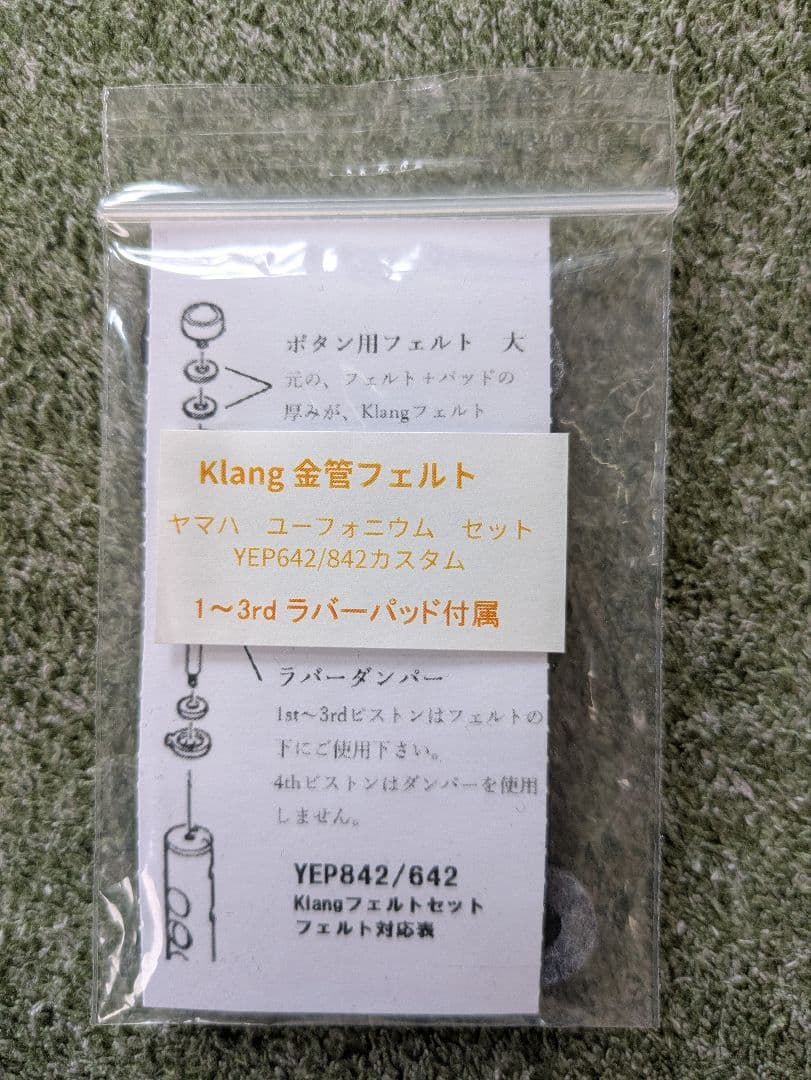 ボタン用フェルト　大
元の、フェルト＋パッドの
厚みが、Klangフェルト
Klang 金管フェルト
ヤマハ　ユーフォニウム　セット
YEP642/842カスタム
1～3rd ラバーパッド付属
ラバーダンパー
1st～3rdピストンはフェルトの
下にご使用下さい。
4thピストンはダンパーを使用
しません。
YEP842/642
Klangフェルトセット
フェルト対応表